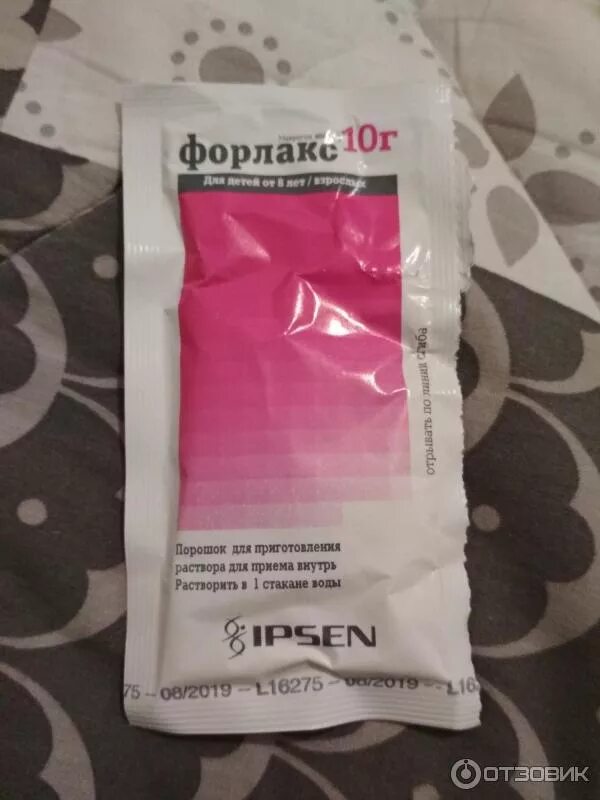 форлакс 10г
Для детей от 8 лет / взрослых
отрывать по линии сгиба
Порошок для приготовления
раствора для приема внутрь
Растворить в 1 стакане воды
IPSEN
75 – 08/2019 – L16275 – 08/2019 – L16
ОТЗОВИК